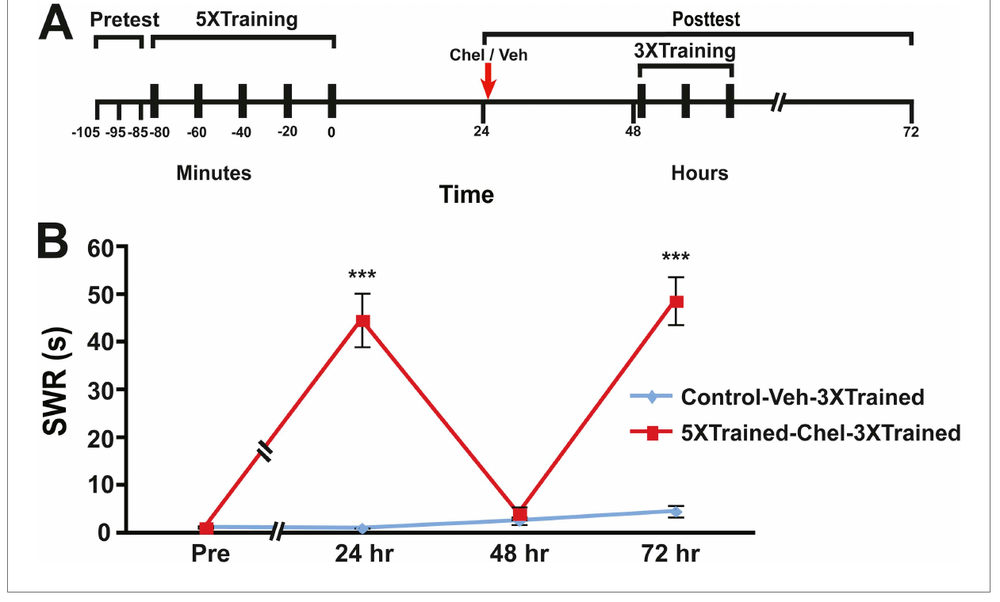 A
Pretest 5XTraining Posttest
Chel / Veh 3XTraining
-105 -95 -85 -80 -60 -40 -20 0 24 48 72
Minutes Hours
Time
B
60
50
40
30
20
10
0
SWR (s)
*** ***
Control-Veh-3XTrained
5XTrained-Chel-3XTrained
Pre 24 hr 48 hr 72 hr